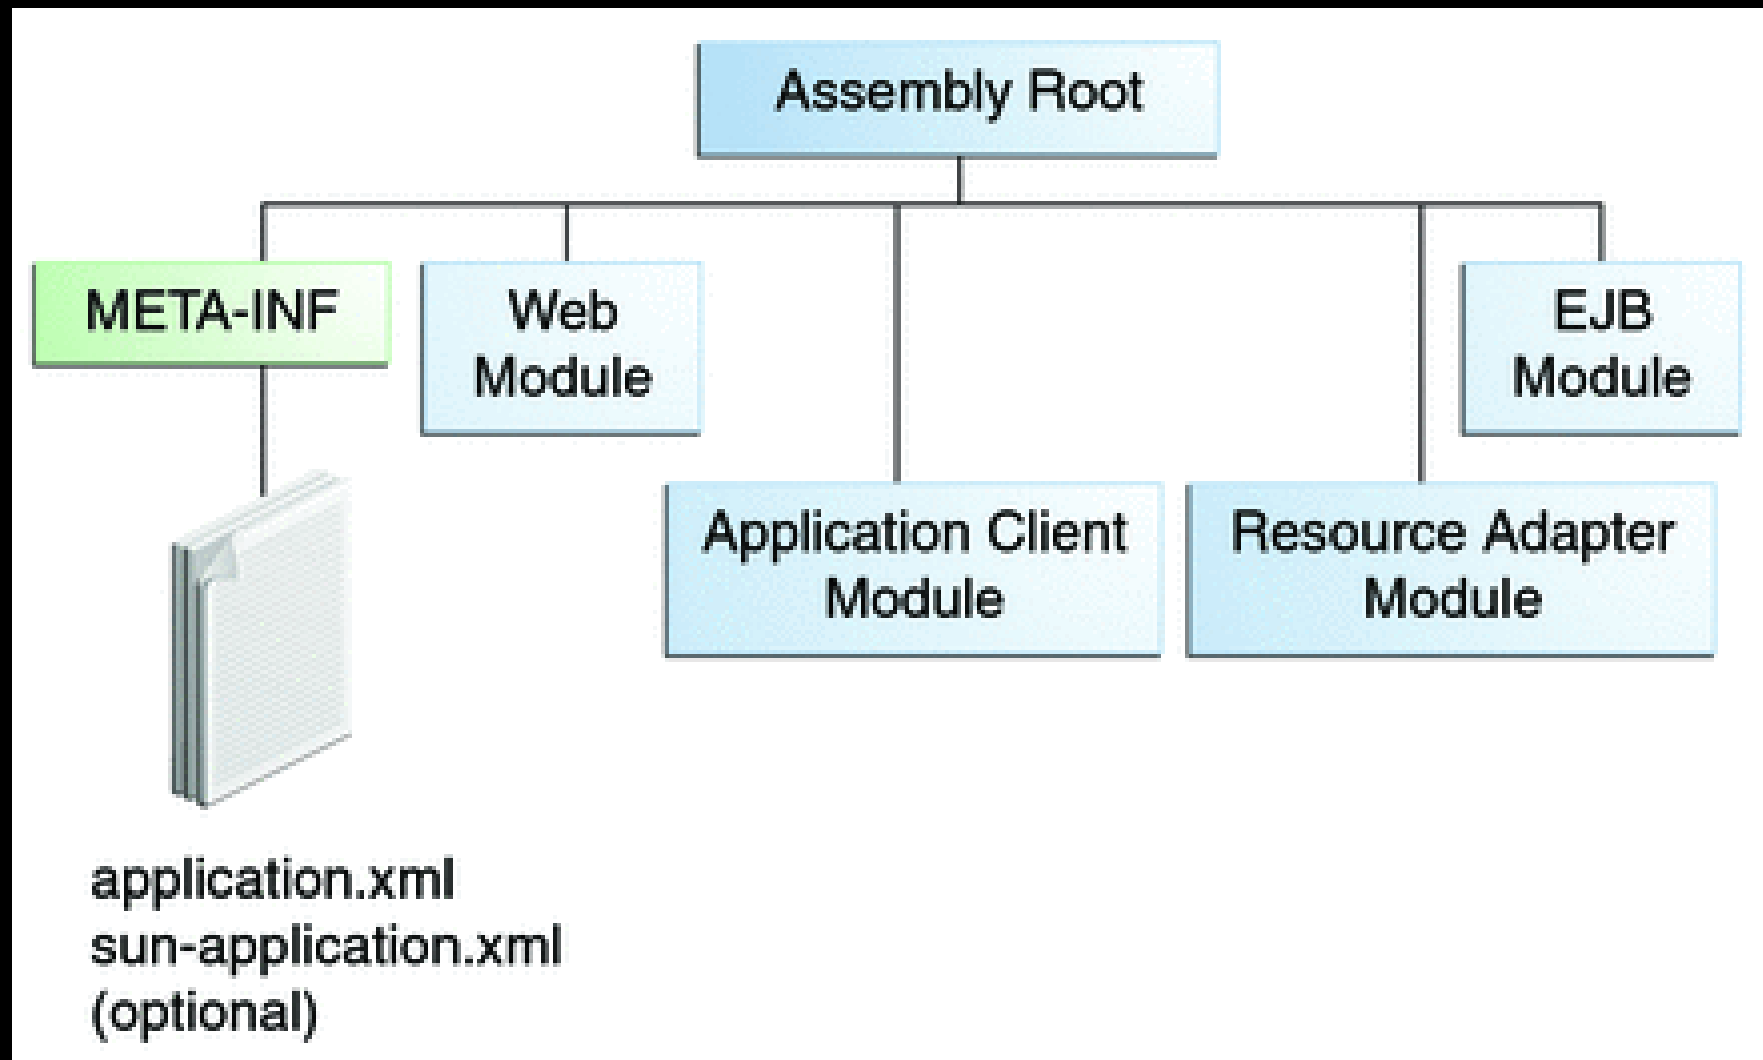 Assembly Root
META-INF
Web
Module
EJB
Module
Application Client
Module
Resource Adapter
Module
application.xml
sun-application.xml
(optional)